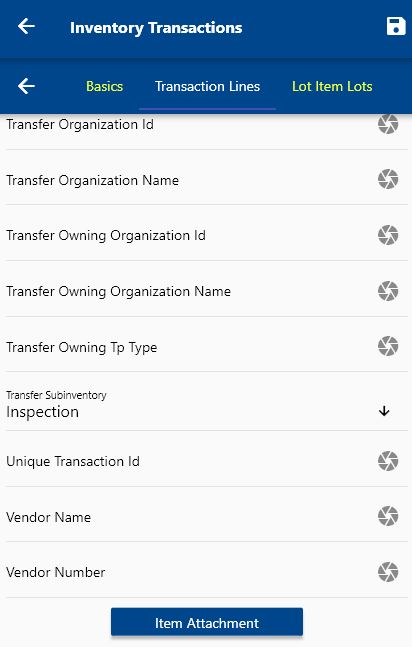 Inventory Transactions
Basics Transaction Lines Lot Item Lots
Transfer Organization Id
Transfer Organization Name
Transfer Owning Organization Id
Transfer Owning Organization Name
Transfer Owning Tp Type
Transfer Subinventory
Inspection
Unique Transaction Id
Vendor Name
Vendor Number
Item Attachment